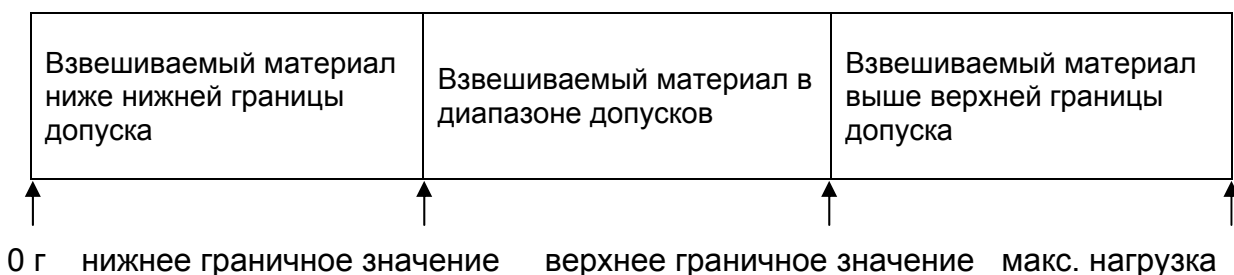 Взвешиваемый материал
ниже нижней границы
допуска
Взвешиваемый материал в
диапазоне допусков
Взвешиваемый материал
выше верхней границы
допуска
0 г нижнее граничное значение верхнее граничное значение макс. нагрузка